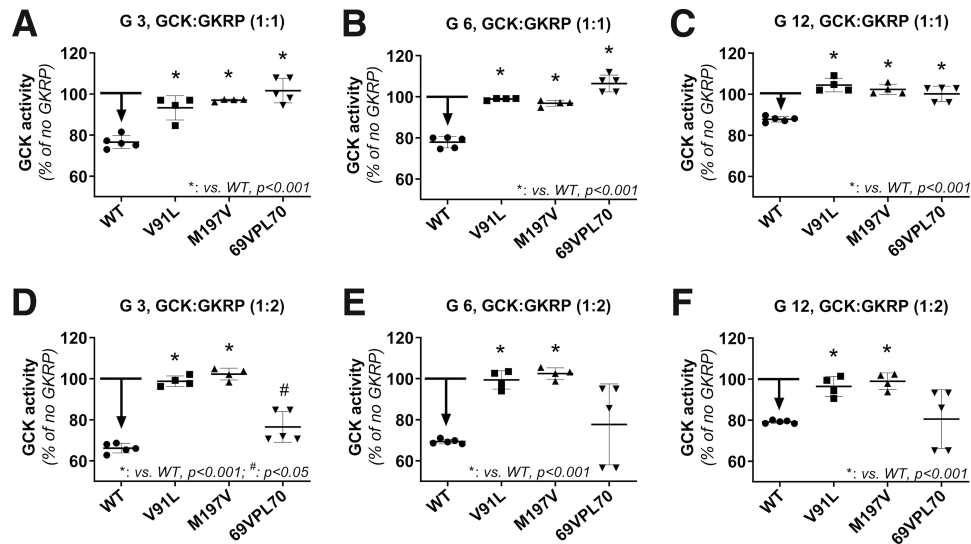 A
G 3, GCK:GKRP (1:1)
GCK activity
(% of no GKRP)
120
100
80
60
*
*
*
*: vs. WT, p<0.001
WT
V91L
M197V
69VPL70
B
G 6, GCK:GKRP (1:1)
GCK activity
(% of no GKRP)
120
100
80
60
*
*
*
*: vs. WT, p<0.001
WT
V91L
M197V
69VPL70
C
G 12, GCK:GKRP (1:1)
GCK activity
(% of no GKRP)
120
100
80
60
*
*
*
*: vs. WT, p<0.001
WT
V91L
M197V
69VPL70
D
G 3, GCK:GKRP (1:2)
GCK activity
(% of no GKRP)
120
100
80
60
*
*
#
*: vs. WT, p<0.001; #: p<0.05
WT
V91L
M197V
69VPL70
E
G 6, GCK:GKRP (1:2)
GCK activity
(% of no GKRP)
120
100
80
60
*
*
*: vs. WT, p<0.001
WT
V91L
M197V
69VPL70
F
G 12, GCK:GKRP (1:2)
GCK activity
(% of no GKRP)
120
100
80
60
*
*
*: vs. WT, p<0.001
WT
V91L
M197V
69VPL70